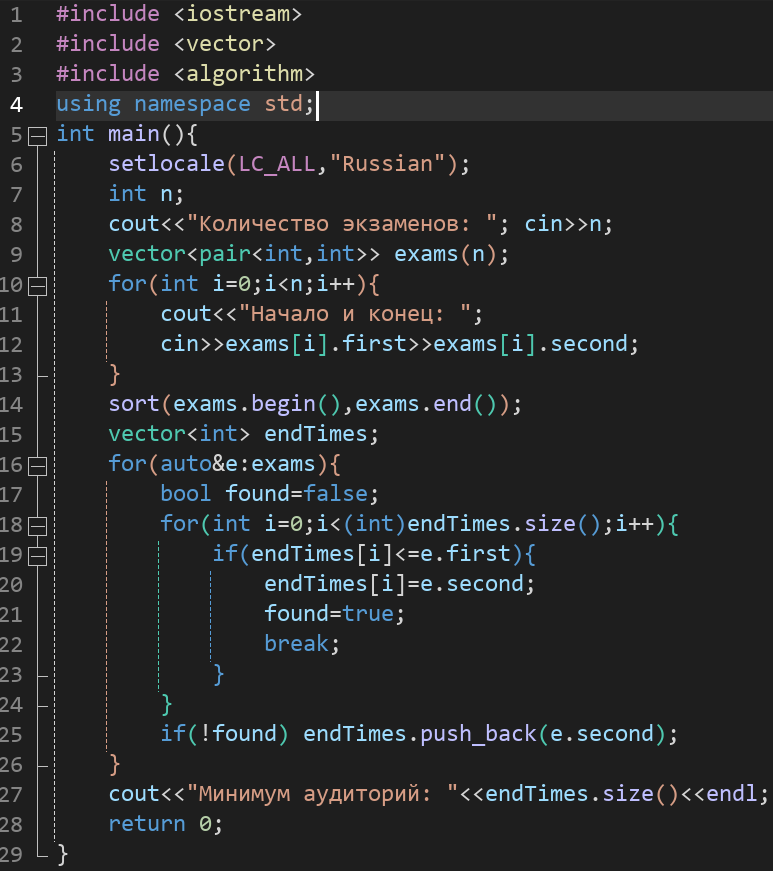 1 #include <iostream>
2 #include <vector>
3 #include <algorithm>
4 using namespace std;
5 int main(){
6     setlocale(LC_ALL,"Russian");
7     int n;
8     cout<<"Количество экзаменов: "; cin>>n;
9     vector<pair<int,int>> exams(n);
10     for(int i=0;i<n;i++){
11         cout<<"Начало и конец: ";
12         cin>>exams[i].first>>exams[i].second;
13     }
14     sort(exams.begin(),exams.end());
15     vector<int> endTimes;
16     for(auto&e:exams){
17         bool found=false;
18         for(int i=0;i<(int)endTimes.size();i++){
19             if(endTimes[i]<=e.first){
20                 endTimes[i]=e.second;
21                 found=true;
22                 break;
23             }
24         }
25         if(!found) endTimes.push_back(e.second);
26     }
27     cout<<"Минимум аудиторий: "<<endTimes.size()<<endl;
28     return 0;
29 }